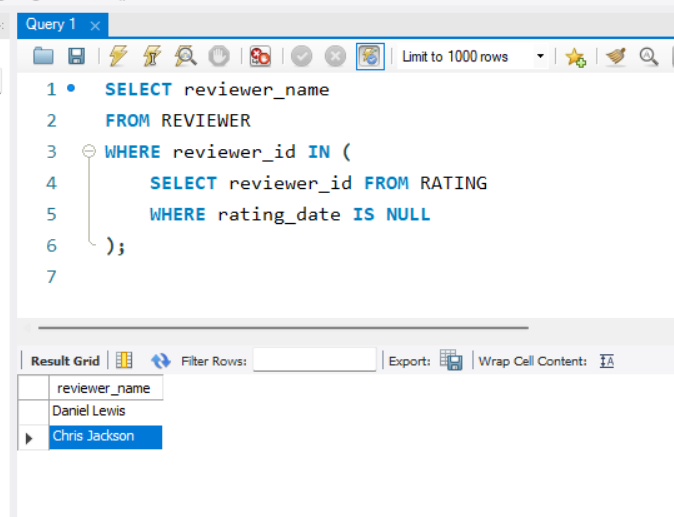 Query 1
Limit to 1000 rows
1 SELECT reviewer_name
2 FROM REVIEWER
3 WHERE reviewer_id IN (
4 SELECT reviewer_id FROM RATING
5 WHERE rating_date IS NULL
6 );
7
Result Grid Filter Rows: Export: Wrap Cell Content: IA
reviewer_name
Daniel Lewis
Chris Jackson